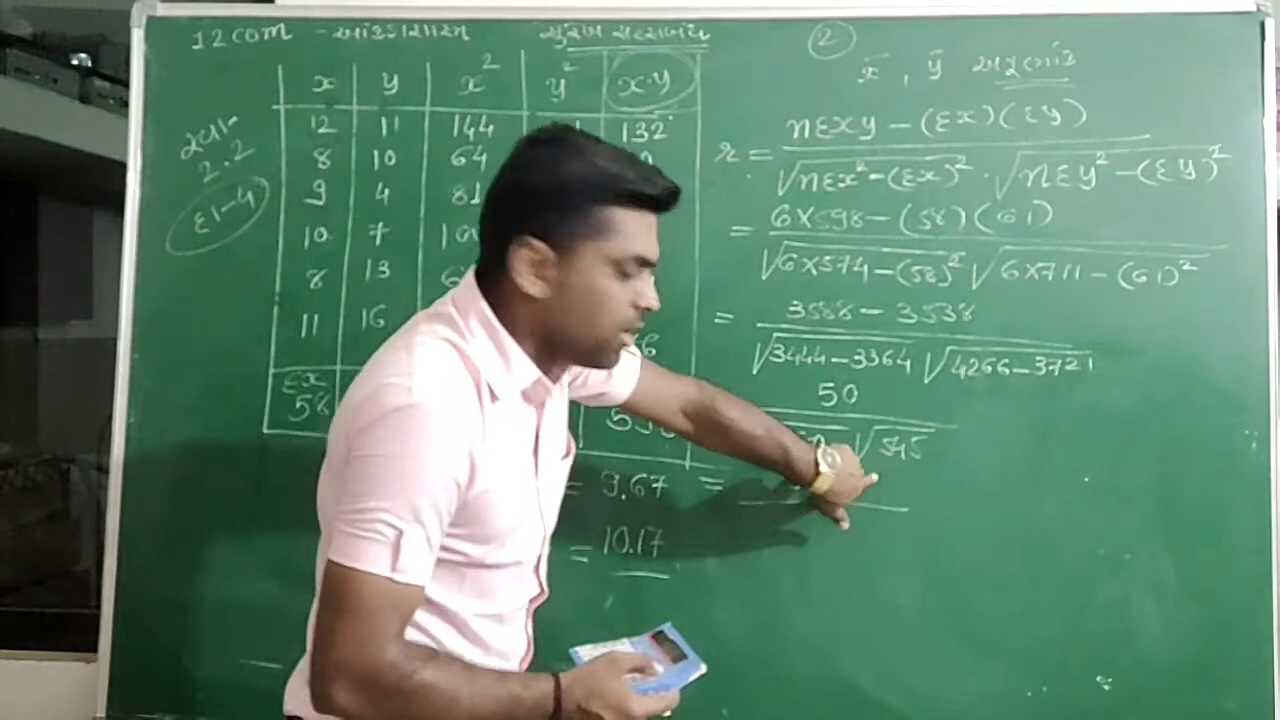 12 com - આંકડાશાસ્ત્ર સુરેખ સહસંબંધ
2
x̄ , ȳ અપૂર્ણાંક
સ્વા-
2.2
દા-4
x y x² y² x·y
12 11 144 132
8 10 64
9 4 81
10 7
8 13
11 16
Σx
58
r = nΣxy - (Σx)(Σy)
√nΣx² - (Σx)² · √nΣy² - (Σy)²
= 6×598 - (58)(61)
√6×574 - (58)² √6×711 - (61)²
= 3588 - 3538
√3444 - 3364 √4266 - 3721
50
√545
=
= 9.67
= 10.17